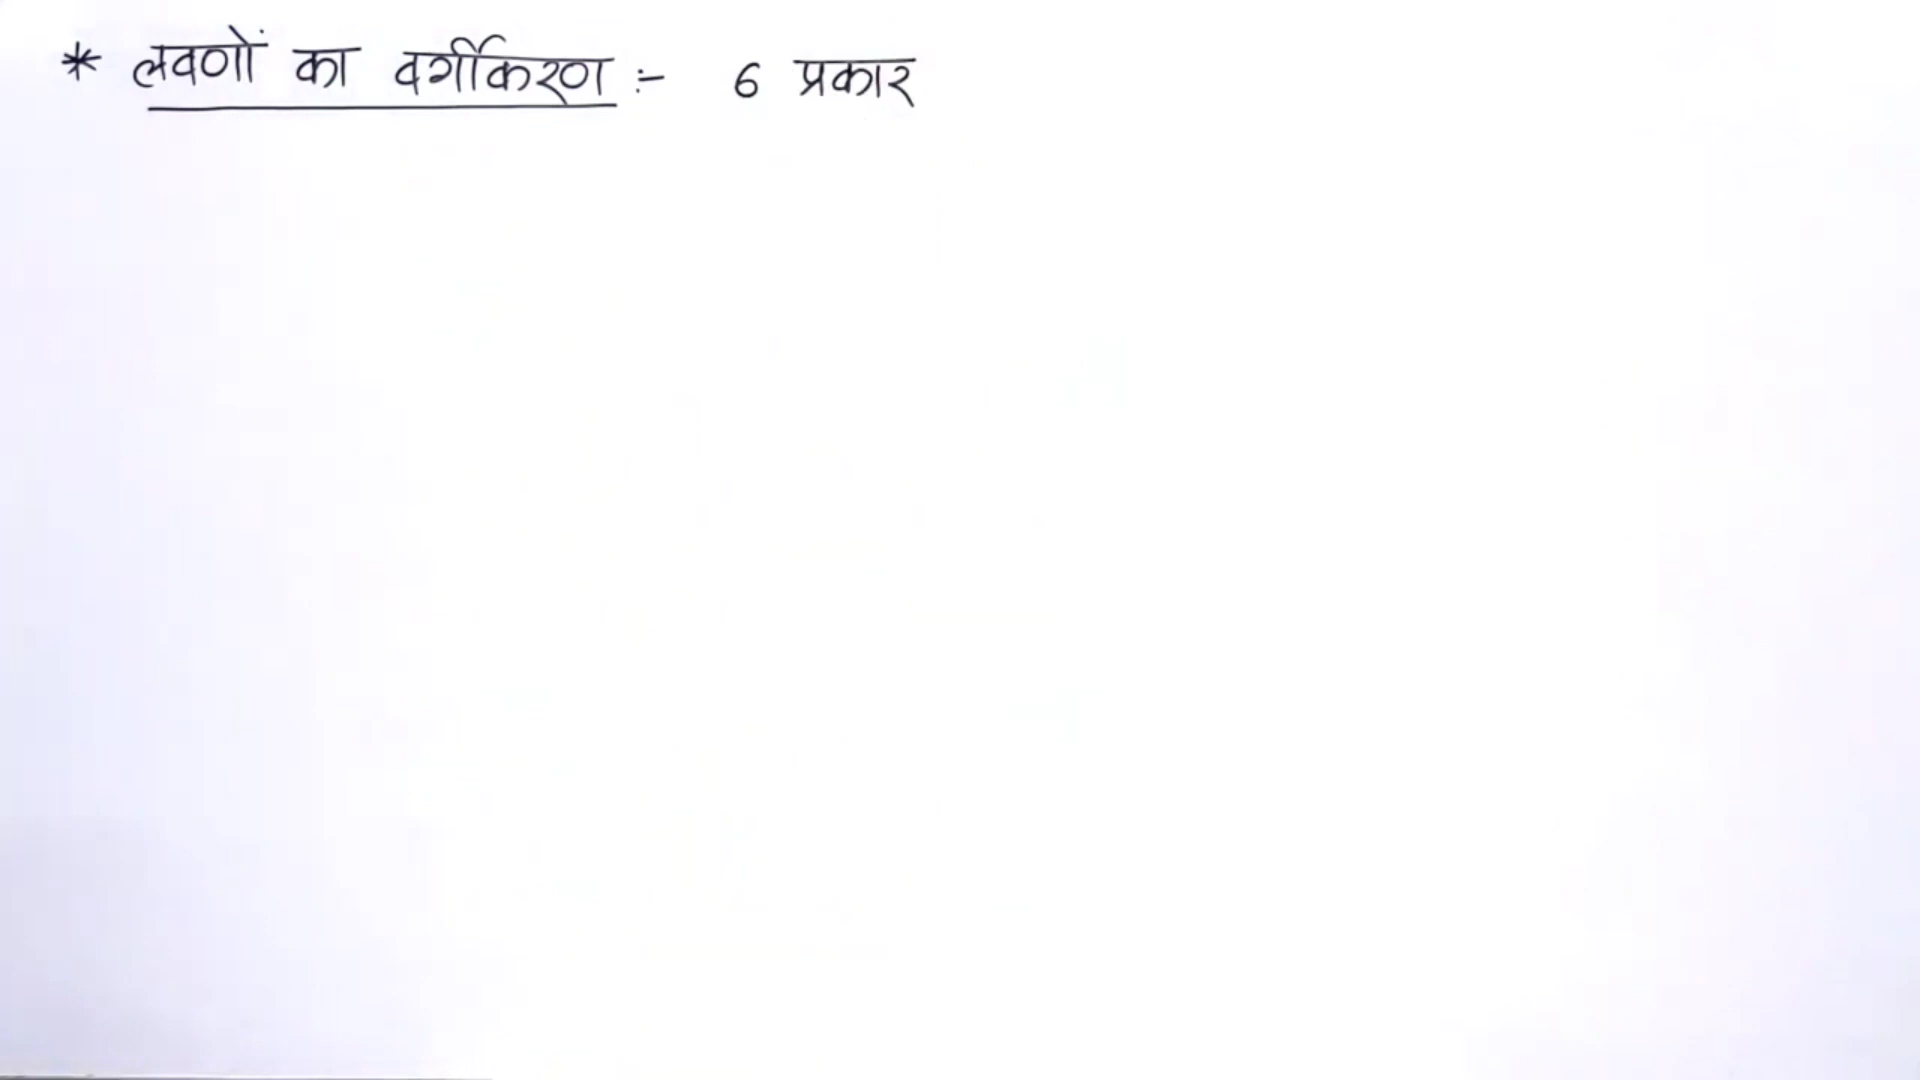 * लवणों का वर्गीकरण :- 6 प्रकार